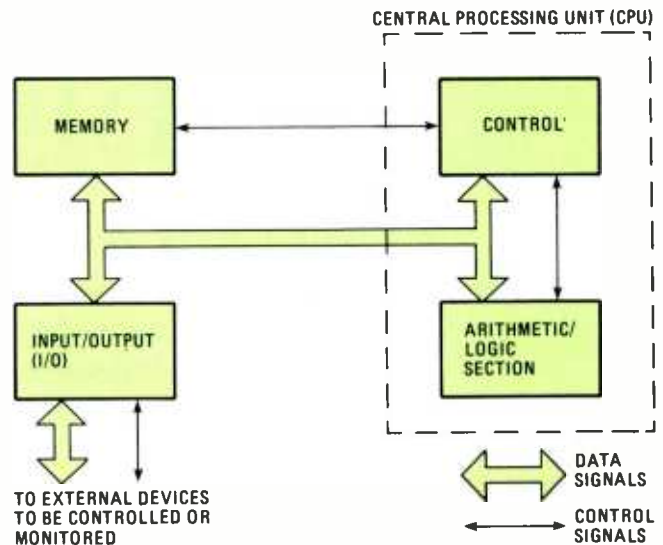 CENTRAL PROCESSING UNIT (CPU)
MEMORY
CONTROL
INPUT/OUTPUT
(I/O)
ARITHMETIC/
LOGIC
SECTION
TO EXTERNAL DEVICES
TO BE CONTROLLED OR
MONITORED
DATA
SIGNALS
CONTROL
SIGNALS